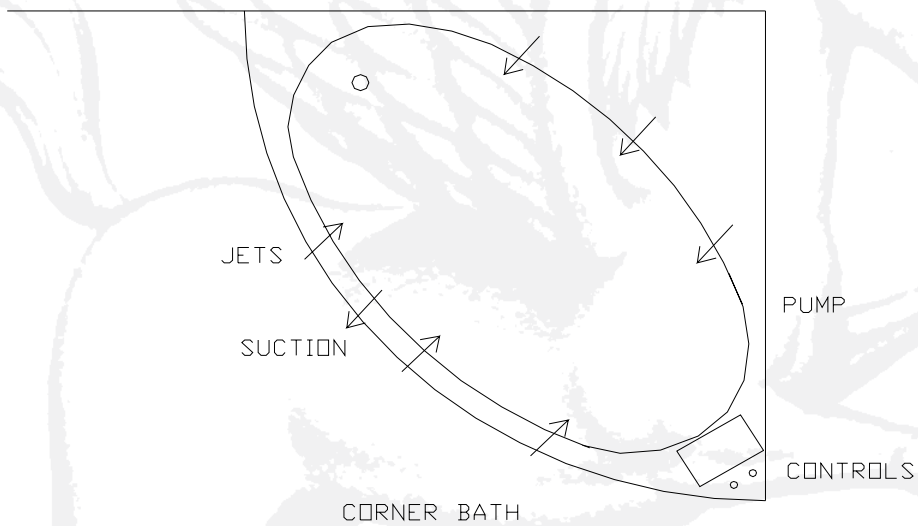 JETS
PUMP
SUCTION
CONTROLS
CORNER BATH